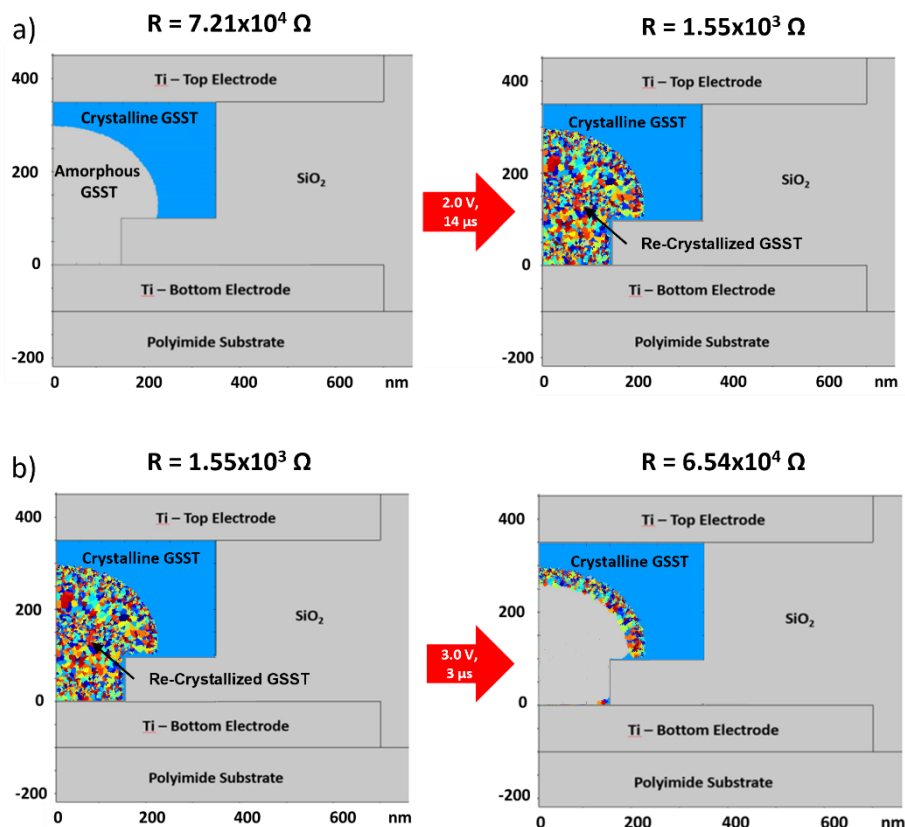 a)
R = 7.21x10⁴ Ω
R = 1.55x10³ Ω
400
Ti – Top Electrode
Crystalline GSST
Amorphous
GSST
200
SiO₂
0
Ti – Bottom Electrode
Polyimide Substrate
-200
0 200 400 600 nm
2.0 V,
14 μs
400
Ti – Top Electrode
Crystalline GSST
200
SiO₂
Re-Crystallized GSST
0
Ti – Bottom Electrode
Polyimide Substrate
-200
0 200 400 600 nm
b)
R = 1.55x10³ Ω
R = 6.54x10⁴ Ω
400
Ti – Top Electrode
Crystalline GSST
200
SiO₂
Re-Crystallized GSST
0
Ti – Bottom Electrode
Polyimide Substrate
-200
0 200 400 600 nm
3.0 V,
3 μs
400
Ti – Top Electrode
Crystalline GSST
200
SiO₂
0
Ti – Bottom Electrode
Polyimide Substrate
-200
0 200 400 600 nm